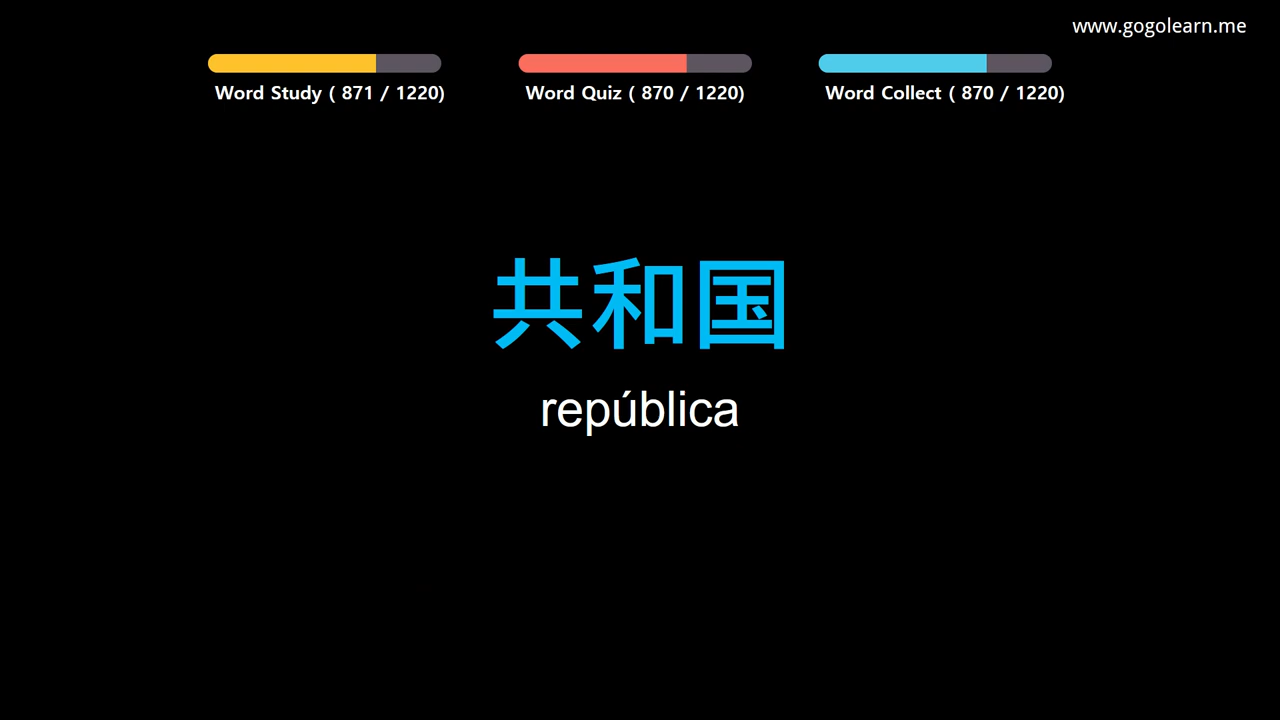 www.gogolearn.me
Word Study ( 871 / 1220)
Word Quiz ( 870 / 1220)
Word Collect ( 870 / 1220)
共和国
república